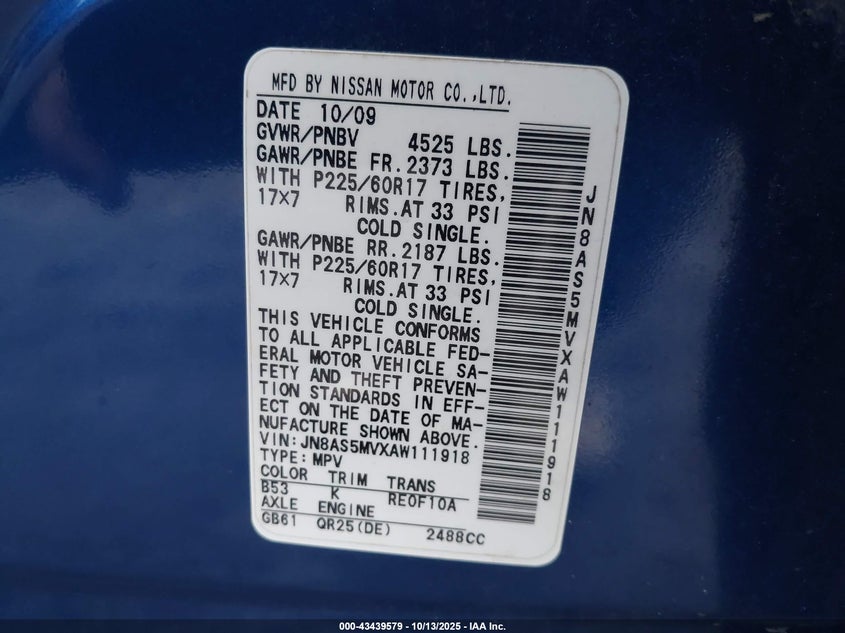 MFD BY NISSAN MOTOR CO.,LTD.
DATE 10/09
GVWR/PNBV 4525 LBS.
GAWR/PNBE FR.2373 LBS.
WITH P225/60R17 TIRES,
17×7 RIMS.AT 33 PSI
COLD SINGLE.
GAWR/PNBE RR.2187 LBS.
WITH P225/60R17 TIRES,
17×7 RIMS.AT 33 PSI
COLD SINGLE.
THIS VEHICLE CONFORMS
TO ALL APPLICABLE FED-
ERAL MOTOR VEHICLE SA-
FETY AND THEFT PREVEN-
TION STANDARDS IN EFF-
ECT ON THE DATE OF MA-
NUFACTURE SHOWN ABOVE.
VIN:JN8AS5MVXAW111918
TYPE:MPV
COLOR TRIM TRANS
B53 K RE0F10A
AXLE ENGINE
GB61 QR25(DE) 2488CC
JN8AS5MVXAW111918
000-43439579 | 10/13/2025 - IAA Inc.